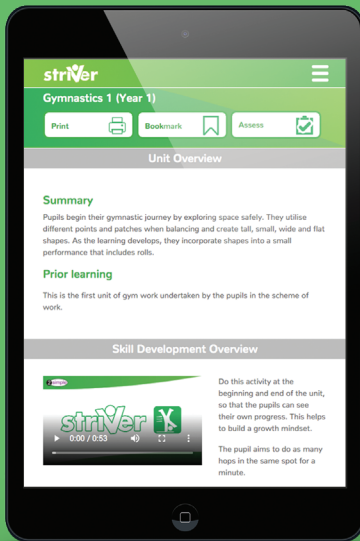 striver
Gymnastics 1 (Year 1)
Print
Bookmark
Assess
Unit Overview
Summary
Pupils begin their gymnastic journey by exploring space safely. They utilise
different points and patches when balancing and create tall, small, wide and flat
shapes. As the learning develops, they incorporate shapes into a small
performance that includes rolls.
Prior learning
This is the first unit of gym work undertaken by the pupils in the scheme of
work.
Skill Development Overview
2simple
striver
0:00 / 0:53
Do this activity at the
beginning and end of the unit,
so that the pupils can see
their own progress. This helps
to build a growth mindset.
The pupil aims to do as many
hops in the same spot for a
minute.